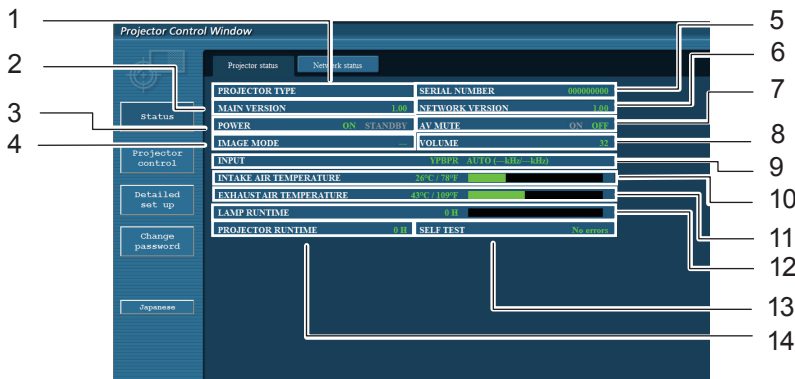 Projector Control Window
Projector status
Network status
PROJECTOR TYPE
SERIAL NUMBER 000000000
MAIN VERSION 1.00
NETWORK VERSION 1.00
POWER ON STANDBY
AV MUTE ON OFF
IMAGE MODE —
VOLUME 32
INPUT YPBPR AUTO (—kHz/—kHz)
INTAKE AIR TEMPERATURE 26°C / 78°F
EXHAUST AIR TEMPERATURE 43°C / 109°F
LAMP RUNTIME 0 H
PROJECTOR RUNTIME 0 H
SELF TEST No errors
Status
Projector
control
Detailed
set up
Change
password
Japanese
1
2
3
4
5
6
7
8
9
10
11
12
13
14